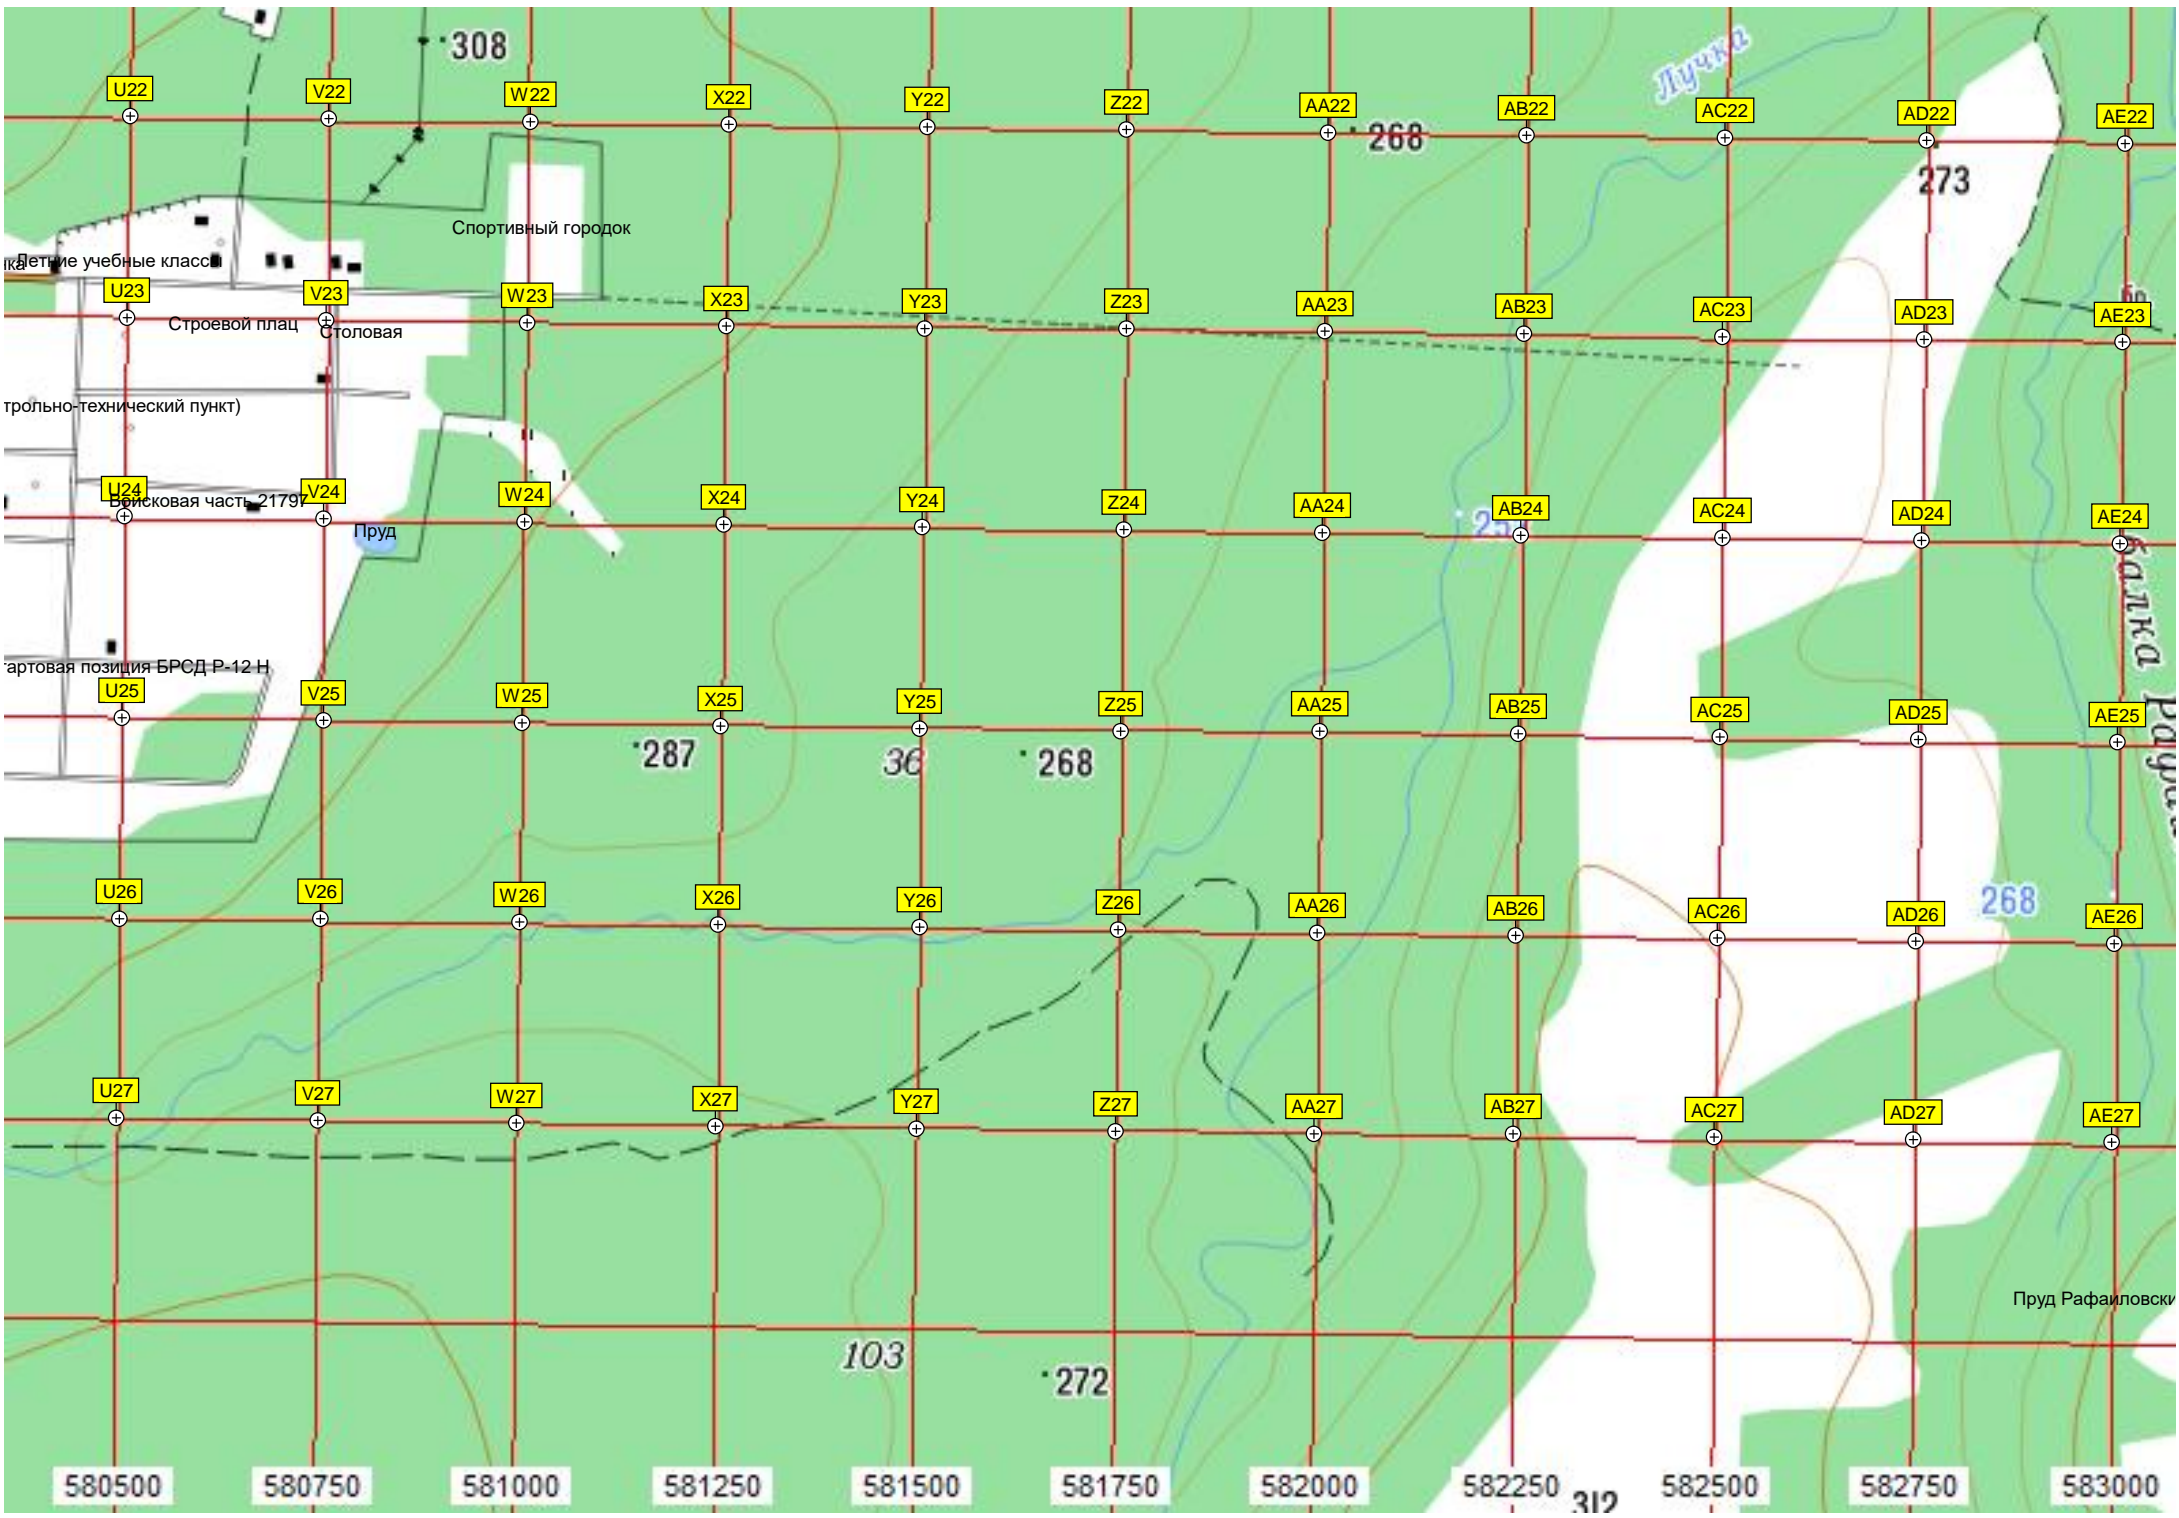 308
Лучка
U22 V22 W22 X22 Y22 Z22 AA22 AB22 AC22 AD22 AE22
268
273
Спортивный городок
Летние учебные классы
U23 V23 W23 X23 Y23 Z23 AA23 AB23 AC23 AD23 AE23
Строевой плац
Столовая
трольно-технический пункт)
U24 V24 W24 X24 Y24 Z24 AA24 AB24 AC24 AD24 AE24
Войсковая часть 21797
Пруд
балка
тартовая позиция БРСД Р-12 Н
U25 V25 W25 X25 Y25 Z25 AA25 AB25 AC25 AD25 AE25
287
36
268
U26 V26 W26 X26 Y26 Z26 AA26 AB26 AC26 AD26 AE26
268
U27 V27 W27 X27 Y27 Z27 AA27 AB27 AC27 AD27 AE27
Пруд Рафаиловски
103
272
580500 580750 581000 581250 581500 581750 582000 582250 582500 582750 583000
312